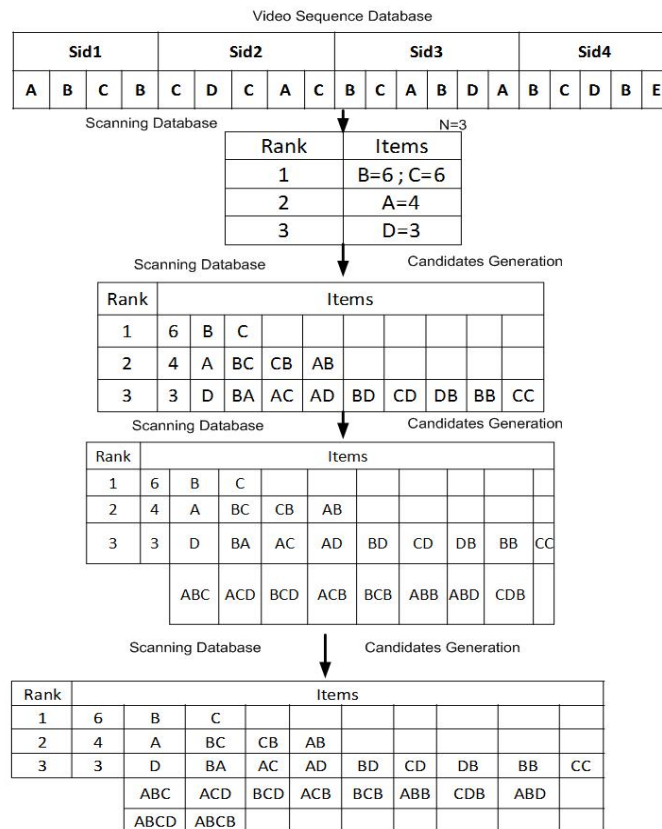 Video Sequence Database
Sid1 Sid2 Sid3 Sid4
A B C B C D C A C B C A B D A B C D B E
Scanning Database N=3
Rank Items
1 B=6 ; C=6
2 A=4
3 D=3
Scanning Database Candidates Generation
Rank Items
1 6 B C
2 4 A BC CB AB
3 3 D BA AC AD BD CD DB BB CC
Scanning Database Candidates Generation
Rank Items
1 6 B C
2 4 A BC CB AB
3 3 D BA AC AD BD CD DB BB CC
ABC ACD BCD ACB BCB ABB ABD CDB
Scanning Database Candidates Generation
Rank Items
1 6 B C
2 4 A BC CB AB
3 3 D BA AC AD BD CD DB BB CC
ABC ACD BCD ACB BCB ABB CDB ABD
ABCD ABCB